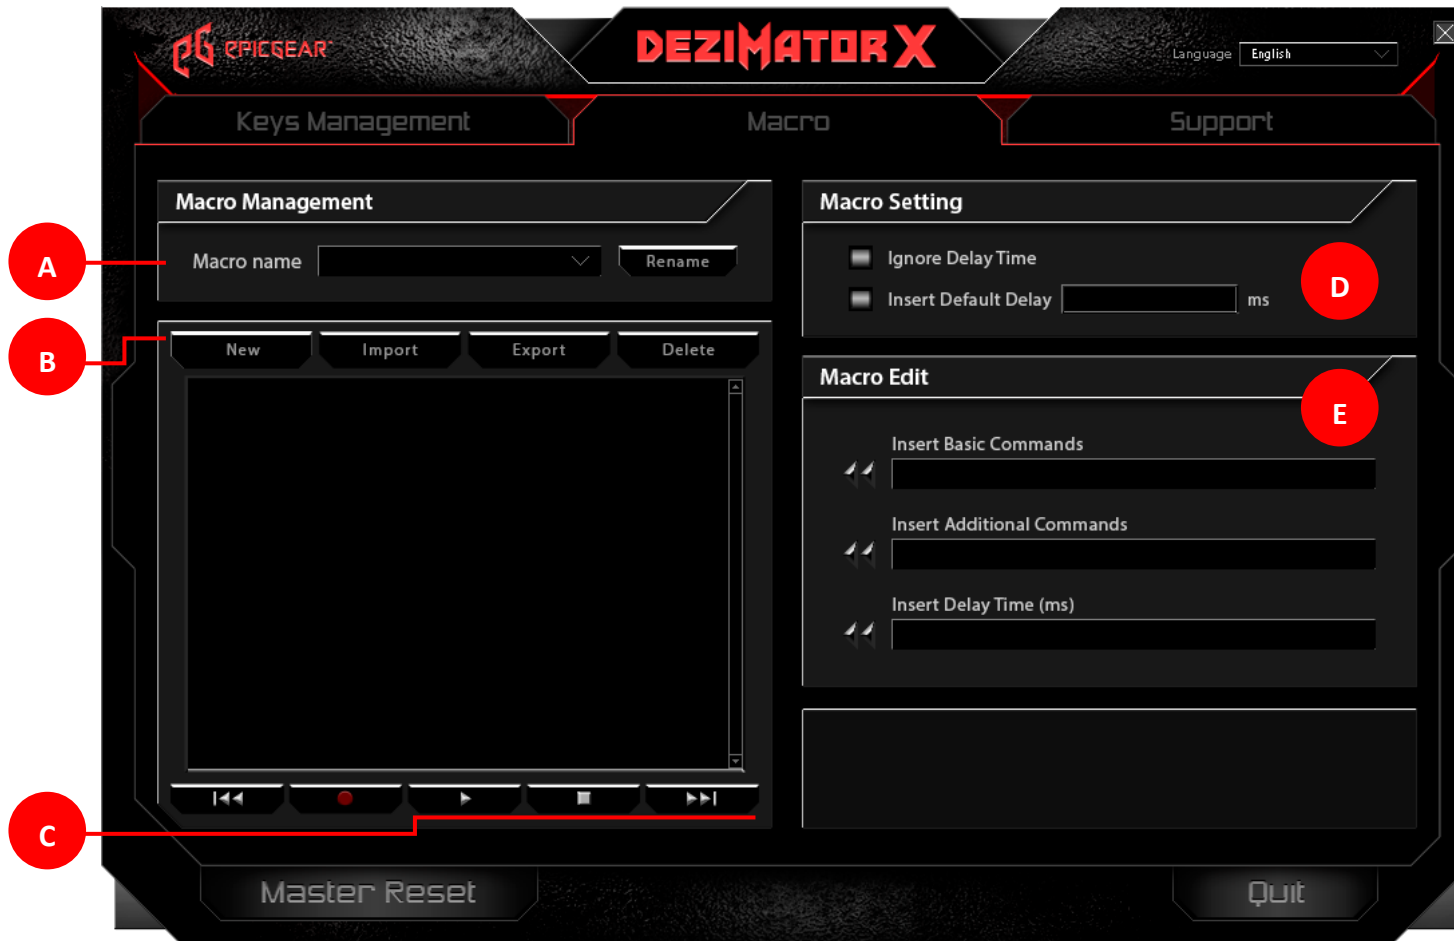 EPICGEAR
DEZIMATOR X
Language English
Keys Management
Macro
Support
Macro Management
Macro Setting
A
Macro name
Rename
Ignore Delay Time
Insert Default Delay
ms
D
B
New
Import
Export
Delete
Macro Edit
E
Insert Basic Commands
Insert Additional Commands
Insert Delay Time (ms)
C
Master Reset
Quit